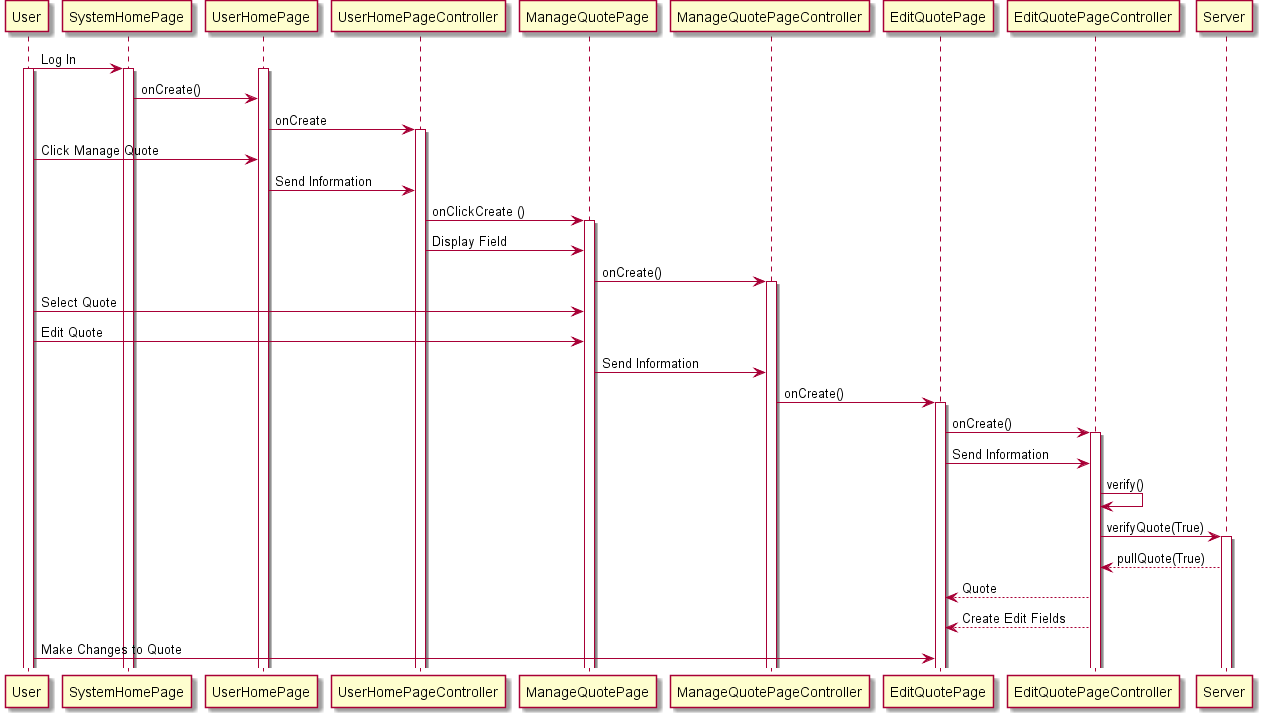 User SystemHomePage UserHomePage UserHomePageController ManageQuotePage ManageQuotePageController EditQuotePage EditQuotePageController Server
Log In
onCreate()
onCreate
Click Manage Quote
Send Information
onClickCreate ()
Display Field
onCreate()
Select Quote
Edit Quote
Send Information
onCreate()
onCreate()
Send Information
verify()
verifyQuote(True)
pullQuote(True)
Quote
Create Edit Fields
Make Changes to Quote
User SystemHomePage UserHomePage UserHomePageController ManageQuotePage ManageQuotePageController EditQuotePage EditQuotePageController Server